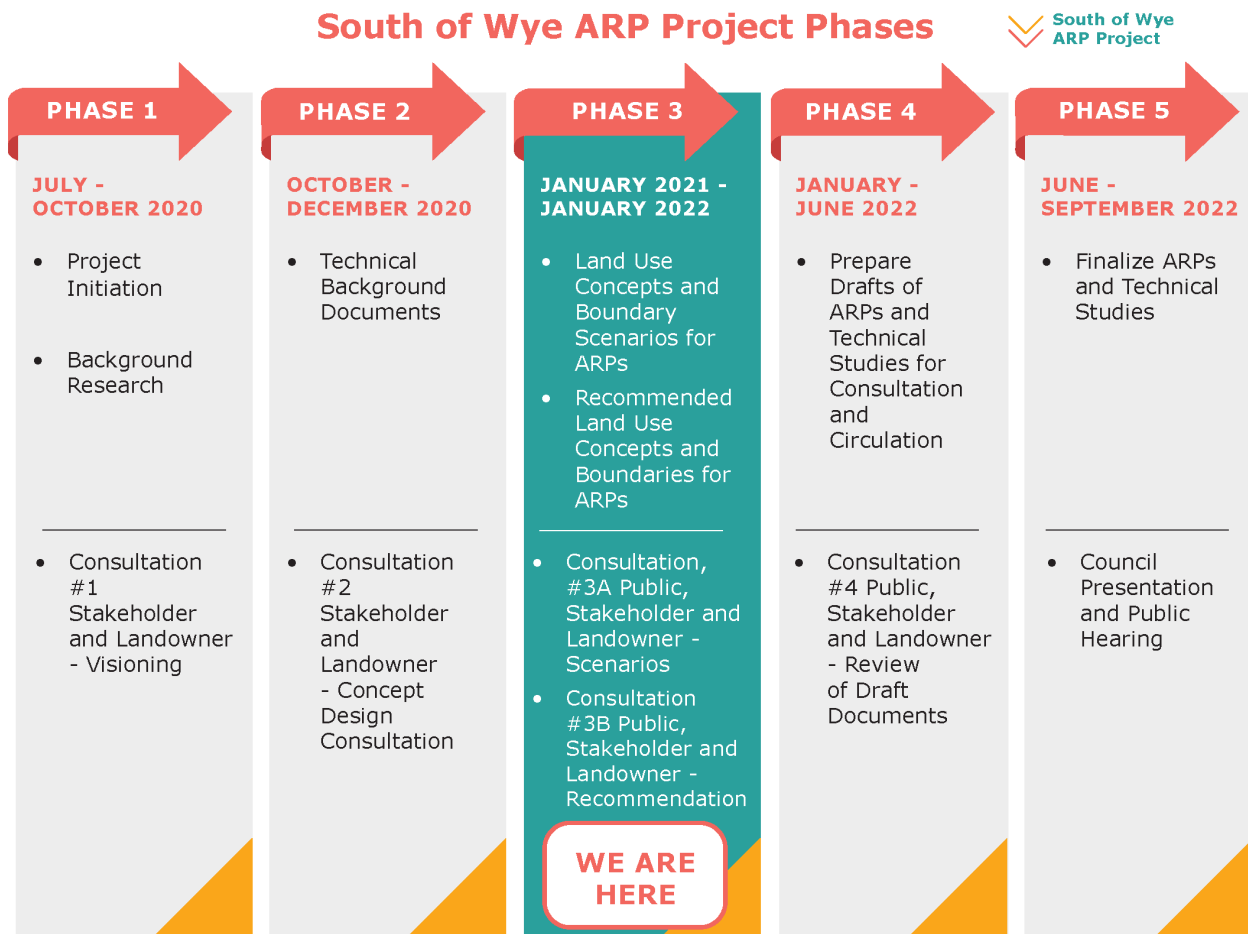 South of Wye ARP Project Phases
South of Wye
ARP Project
PHASE 1
JULY -
OCTOBER 2020
• Project
Initiation
• Background
Research
• Consultation
#1
Stakeholder
and Landowner
- Visioning
PHASE 2
OCTOBER -
DECEMBER 2020
• Technical
Background
Documents
• Consultation
#2
Stakeholder
and
Landowner
- Concept
Design
Consultation
PHASE 3
JANUARY 2021 -
JANUARY 2022
• Land Use
Concepts and
Boundary
Scenarios for
ARPs
• Recommended
Land Use
Concepts and
Boundaries for
ARPs
• Consultation,
#3A Public,
Stakeholder and
Landowner -
Scenarios
• Consultation
#3B Public,
Stakeholder and
Landowner -
Recommendation
WE ARE
HERE
PHASE 4
JANUARY -
JUNE 2022
• Prepare
Drafts of
ARPs and
Technical
Studies for
Consultation
and
Circulation
• Consultation
#4 Public,
Stakeholder
and Landowner
- Review
of Draft
Documents
PHASE 5
JUNE -
SEPTEMBER 2022
• Finalize ARPs
and Technical
Studies
• Council
Presentation
and Public
Hearing